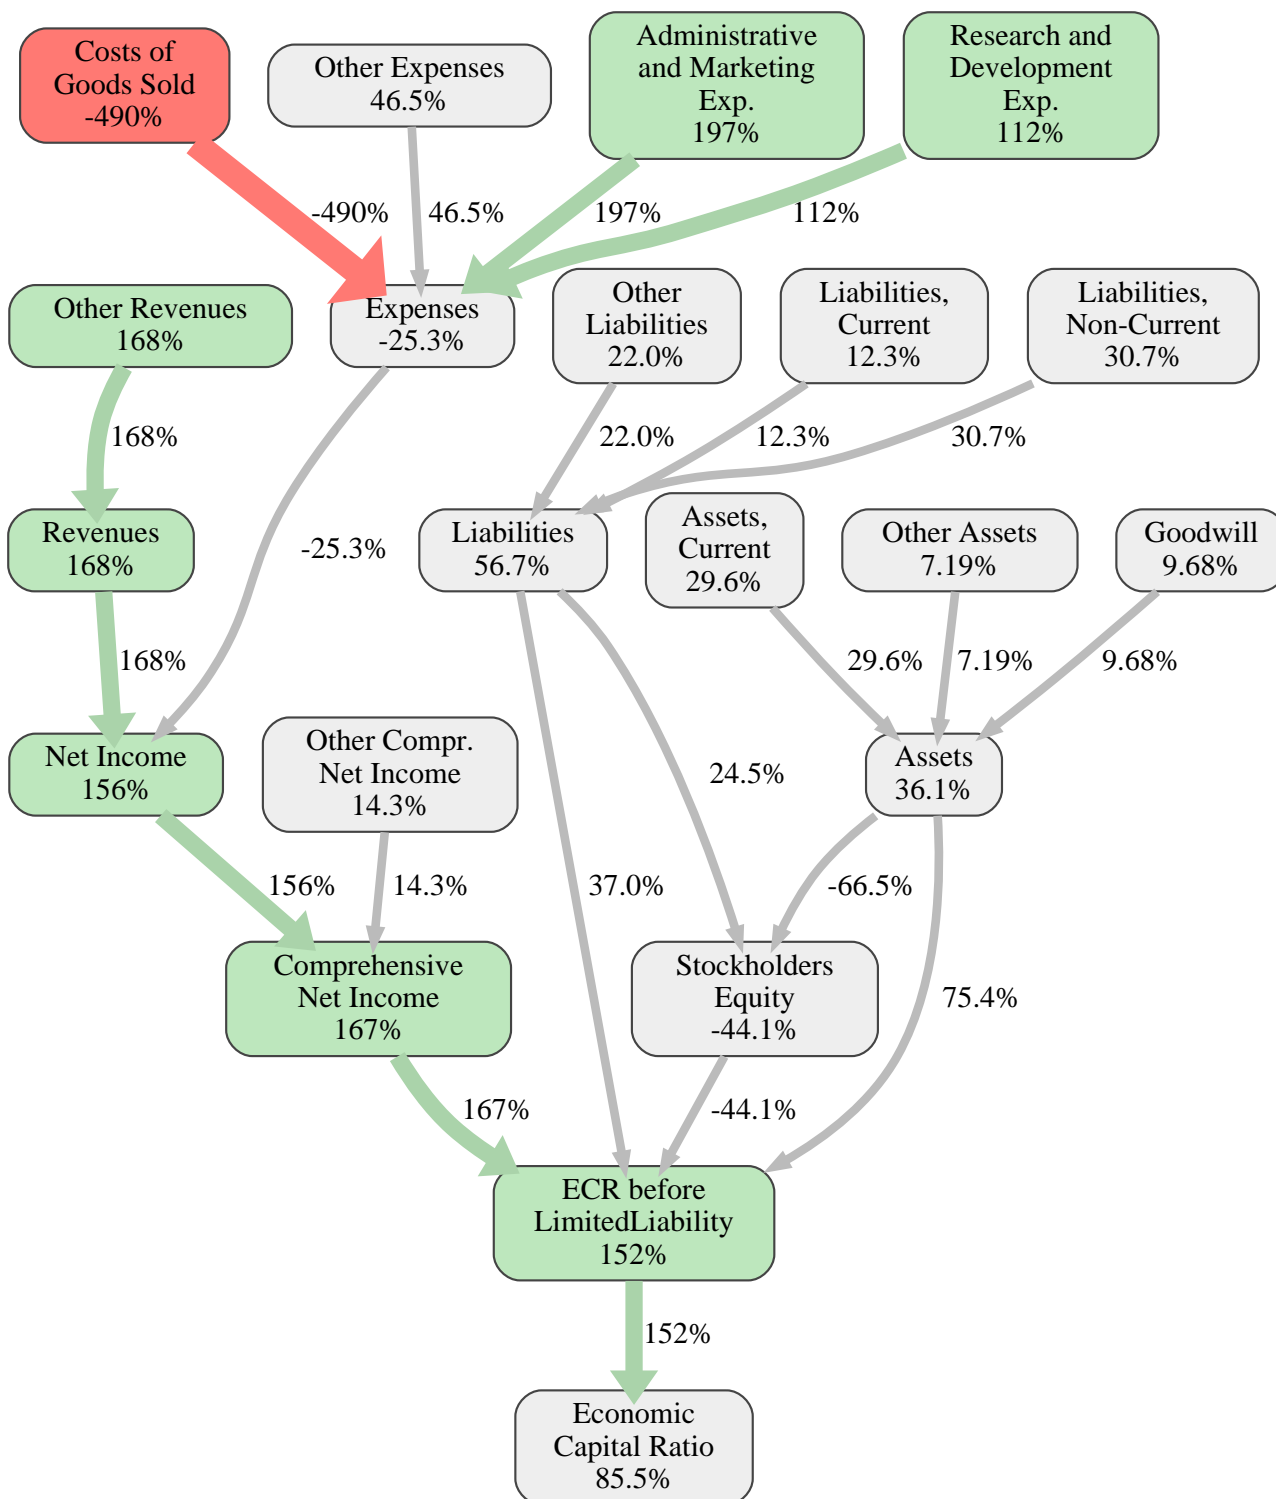 Costs of
Goods Sold
-490%
Other Expenses
46.5%
Administrative
and Marketing
Exp.
197%
Research and
Development
Exp.
112%
-490%
46.5%
197%
112%
Other Revenues
168%
Expenses
-25.3%
Other
Liabilities
22.0%
Liabilities,
Current
12.3%
Liabilities,
Non-Current
30.7%
168%
22.0%
12.3%
30.7%
Revenues
168%
-25.3%
Liabilities
56.7%
Assets,
Current
29.6%
Other Assets
7.19%
Goodwill
9.68%
168%
29.6%
7.19%
9.68%
Net Income
156%
Other Compr.
Net Income
14.3%
24.5%
Assets
36.1%
156%
14.3%
37.0%
-66.5%
Comprehensive
Net Income
167%
Stockholders
Equity
-44.1%
75.4%
167%
-44.1%
ECR before
LimitedLiability
152%
152%
Economic
Capital Ratio
85.5%